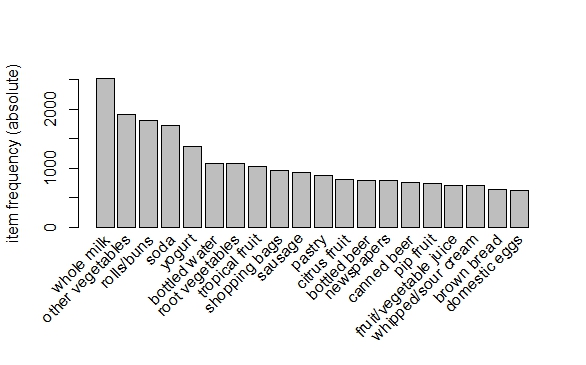 item frequency (absolute)
2000
1000
0
whole milk
other vegetables
rolls/buns
soda
yogurt
bottled water
root vegetables
tropical fruit
shopping bags
sausage
pastry
citrus fruit
bottled beer
newspapers
canned beer
pip fruit
fruit/vegetable juice
whipped/sour cream
brown bread
domestic eggs